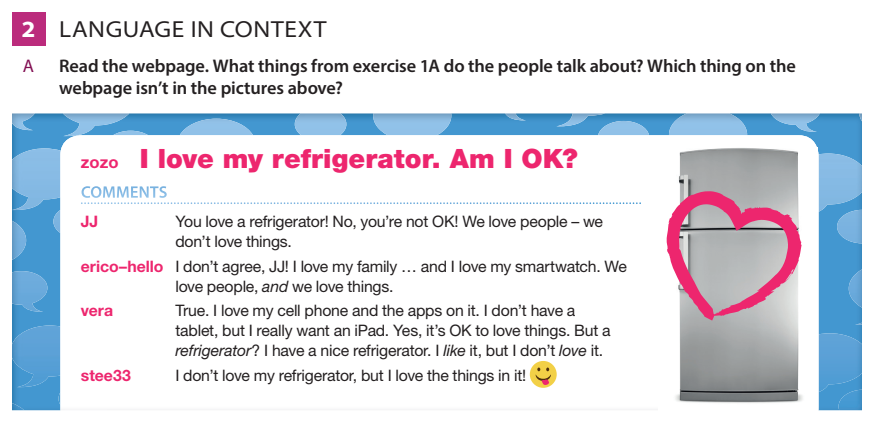 2 LANGUAGE IN CONTEXT
A Read the webpage. What things from exercise 1A do the people talk about? Which thing on the
webpage isn’t in the pictures above?
zozo I love my refrigerator. Am I OK?
COMMENTS
JJ You love a refrigerator! No, you’re not OK! We love people – we
don’t love things.
erico–hello I don’t agree, JJ! I love my family … and I love my smartwatch. We
love people, and we love things.
vera True. I love my cell phone and the apps on it. I don’t have a
tablet, but I really want an iPad. Yes, it’s OK to love things. But a
refrigerator? I have a nice refrigerator. I like it, but I don’t love it.
stee33 I don’t love my refrigerator, but I love the things in it!